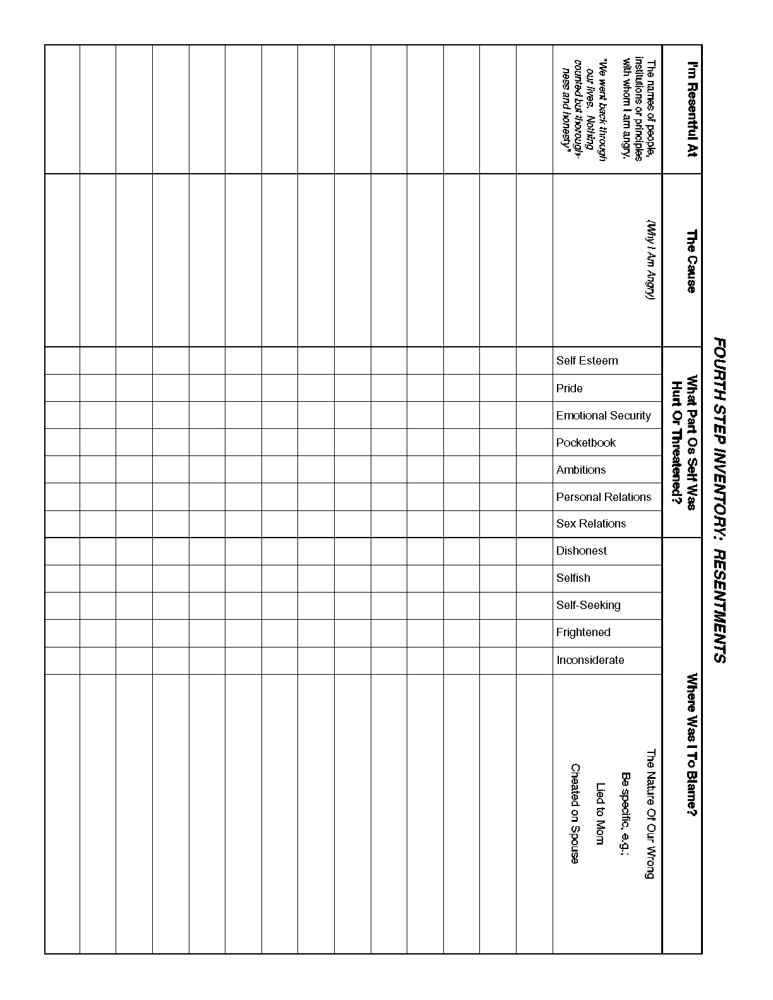 FOURTH STEP INVENTORY:  RESENTMENTS
I'm Resentful At
The Cause
What Part Os Self Was
Hurt Or Threatened?
Where Was I To Blame?
The names of people,
institutions or principles
with whom I am angry.
"We went back through
our lives.  Nothing
counted but thorough-
ness and honesty"
(Why I Am Angry)
Self Esteem
Pride
Emotional Security
Pocketbook
Ambitions
Personal Relations
Sex Relations
Dishonest
Selfish
Self-Seeking
Frightened
Inconsiderate
The Nature Of Our Wrong
Be specific, e.g.:
Lied to Mom
Cheated on Spouse